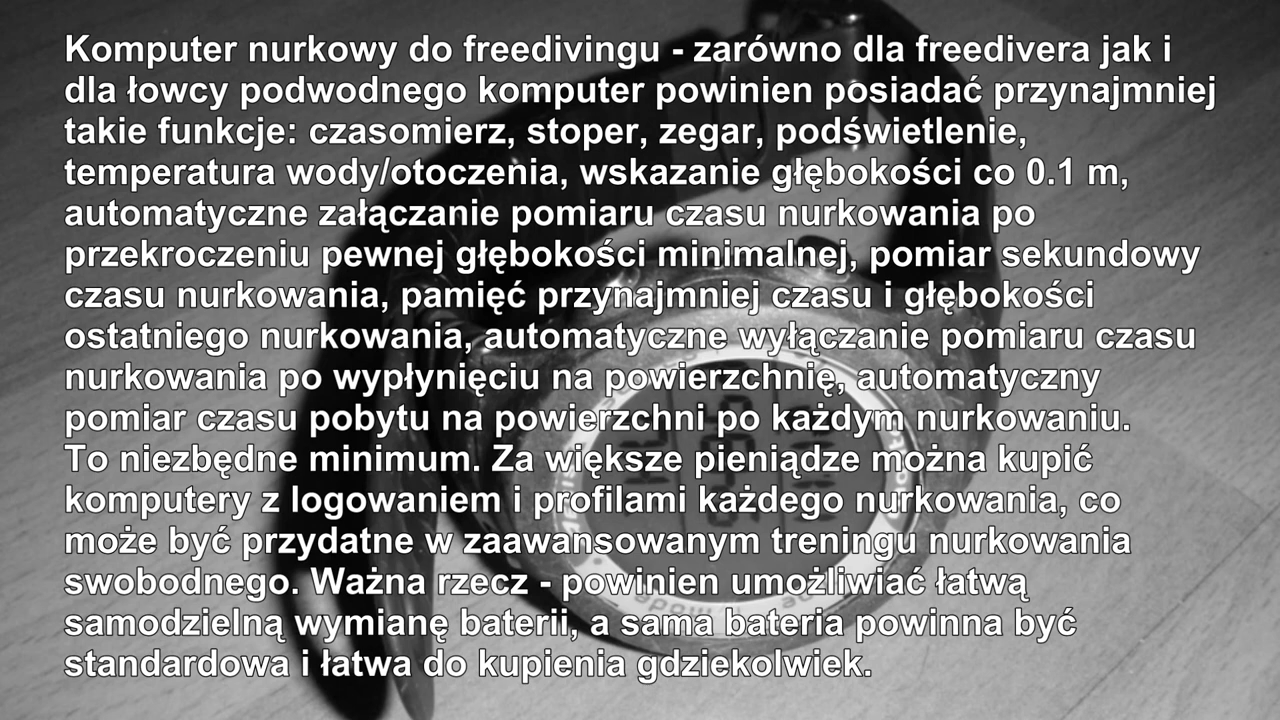 Komputer nurkowy do freedivingu - zarówno dla freedivera jak i
dla łowcy podwodnego komputer powinien posiadać przynajmniej
takie funkcje: czasomierz, stoper, zegar, podświetlenie,
temperatura wody/otoczenia, wskazanie głębokości co 0.1 m,
automatyczne załączanie pomiaru czasu nurkowania po
przekroczeniu pewnej głębokości minimalnej, pomiar sekundowy
czasu nurkowania, pamięć przynajmniej czasu i głębokości
ostatniego nurkowania, automatyczne wyłączanie pomiaru czasu
nurkowania po wypłynięciu na powierzchnię, automatyczny
pomiar czasu pobytu na powierzchni po każdym nurkowaniu.
To niezbędne minimum. Za większe pieniądze można kupić
komputery z logowaniem i profilami każdego nurkowania, co
może być przydatne w zaawansowanym treningu nurkowania
swobodnego. Ważna rzecz - powinien umożliwiać łatwą
samodzielną wymianę baterii, a sama bateria powinna być
standardowa i łatwa do kupienia gdziekolwiek.